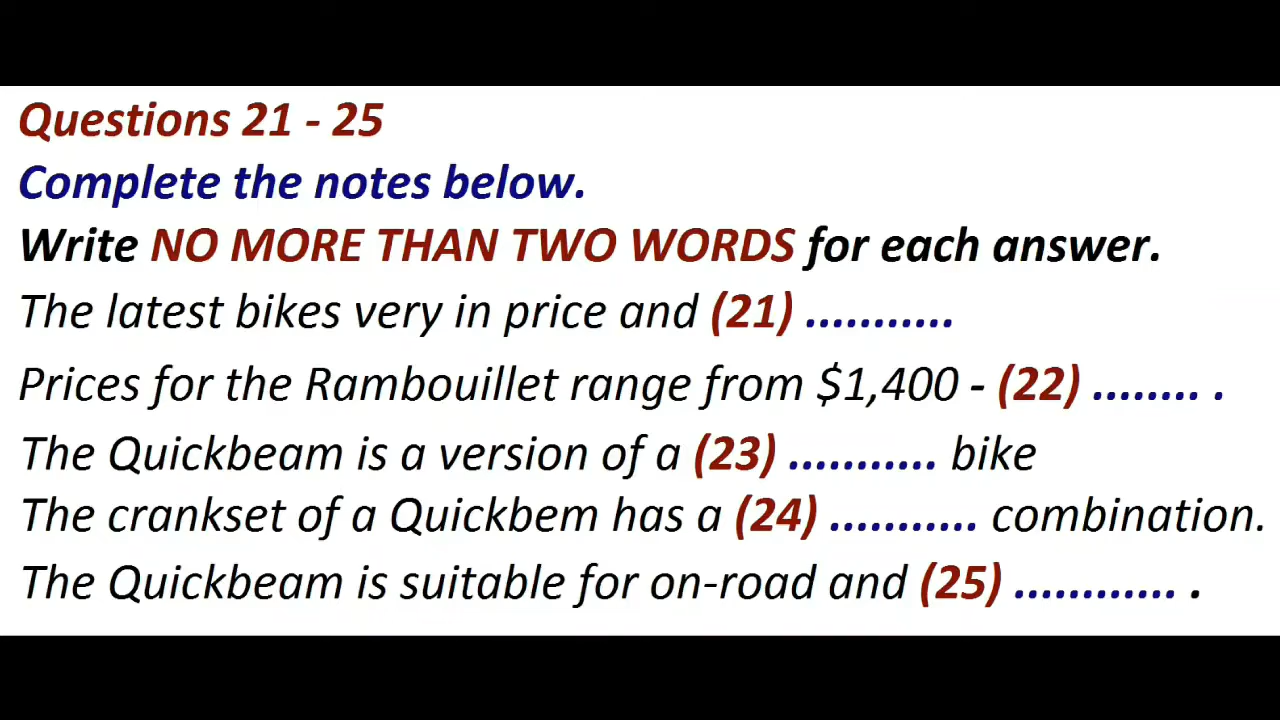 Questions 21 - 25
Complete the notes below.
Write NO MORE THAN TWO WORDS for each answer.
The latest bikes very in price and (21) ...........
Prices for the Rambouillet range from $1,400 - (22) ........ .
The Quickbeam is a version of a (23) ........... bike
The crankset of a Quickbem has a (24) ........... combination.
The Quickbeam is suitable for on-road and (25) ............ .